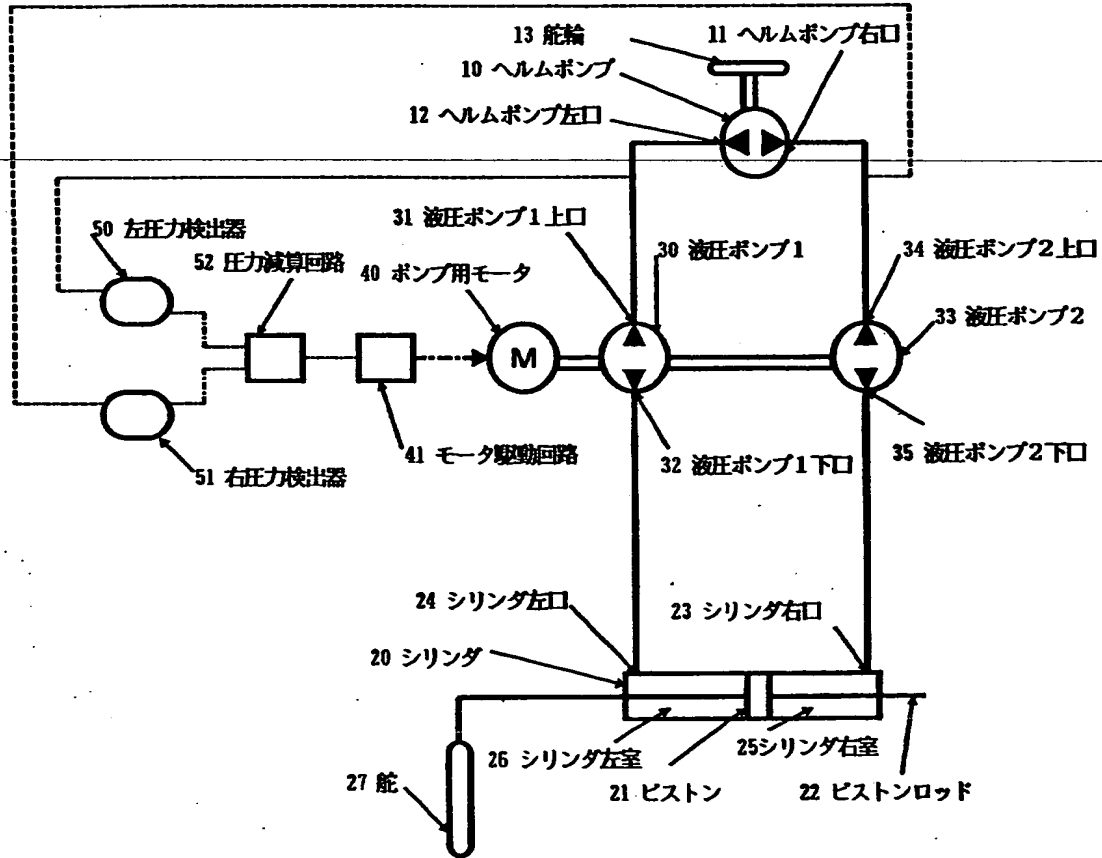 13 舵輪
11 ヘルムポンプ右口
10 ヘルムポンプ
12 ヘルムポンプ左口
50 左圧力検出器
31 液圧ポンプ1上口
52 圧力減算回路
30 液圧ポンプ1
34 液圧ポンプ2上口
40 ポンプ用モータ
33 液圧ポンプ2
M
41 モータ駆動回路
32 液圧ポンプ1下口
35 液圧ポンプ2下口
51 右圧力検出器
24 シリンダ左口
23 シリンダ右口
20 シリンダ
26 シリンダ左室
25シリンダ右室
27 舵
21 ピストン
22 ピストンロッド